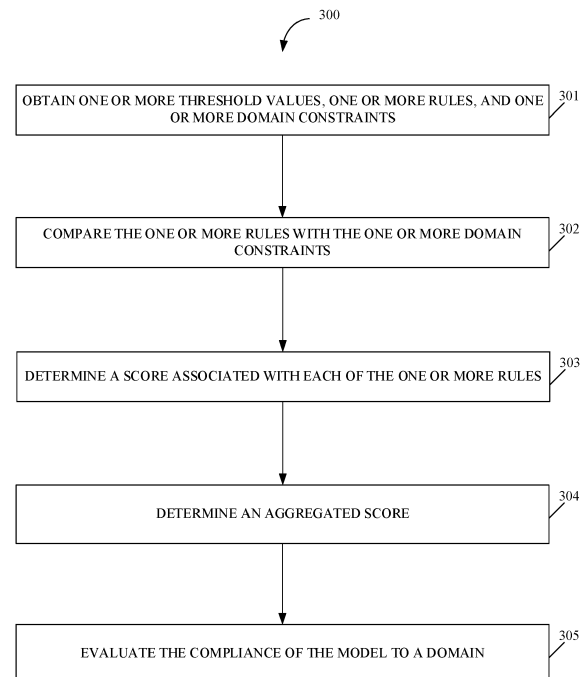 300
OBTAIN ONE OR MORE THRESHOLD VALUES, ONE OR MORE RULES, AND ONE
OR MORE DOMAIN CONSTRAINTS
301
COMPARE THE ONE OR MORE RULES WITH THE ONE OR MORE DOMAIN
CONSTRAINTS
302
DETERMINE A SCORE ASSOCIATED WITH EACH OF THE ONE OR MORE RULES
303
DETERMINE AN AGGREGATED SCORE
304
EVALUATE THE COMPLIANCE OF THE MODEL TO A DOMAIN
305